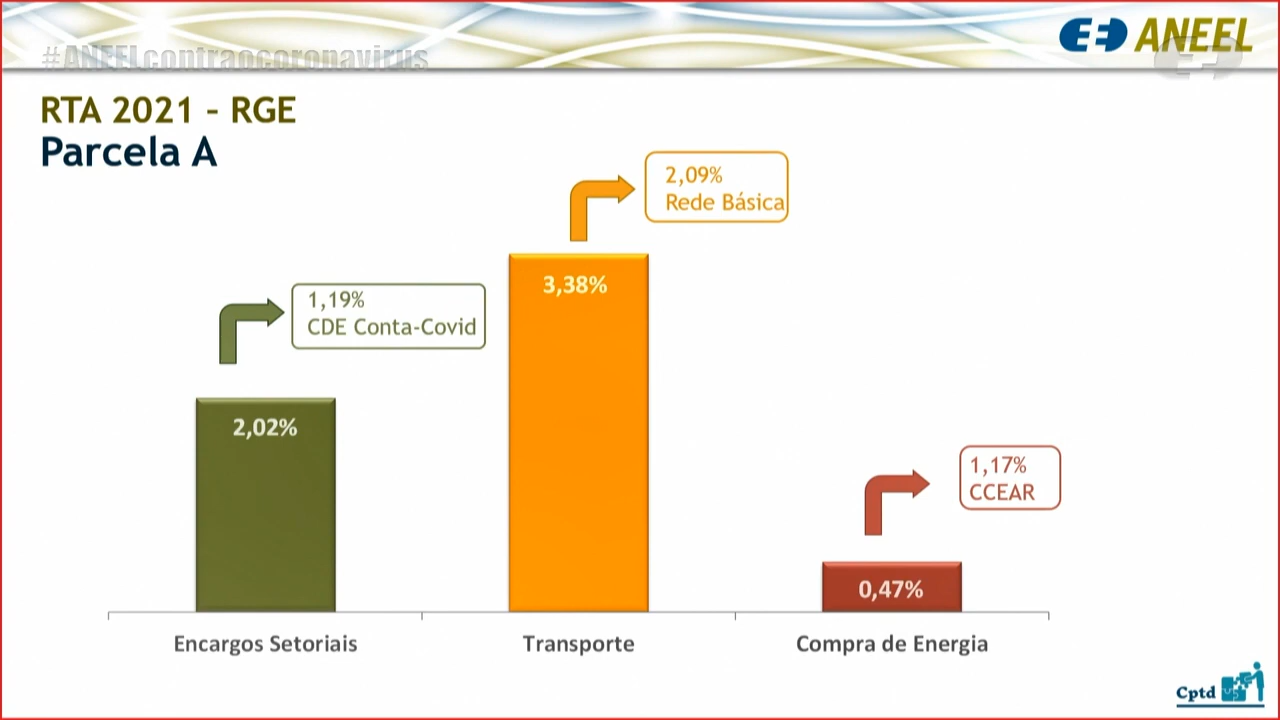 #ANEELcontraocoronavirus
ANEEL
RTA 2021 – RGE
Parcela A
2,09%
Rede Básica
3,38%
1,19%
CDE Conta-Covid
2,02%
1,17%
CCEAR
0,47%
Encargos Setoriais
Transporte
Compra de Energia
Cptd